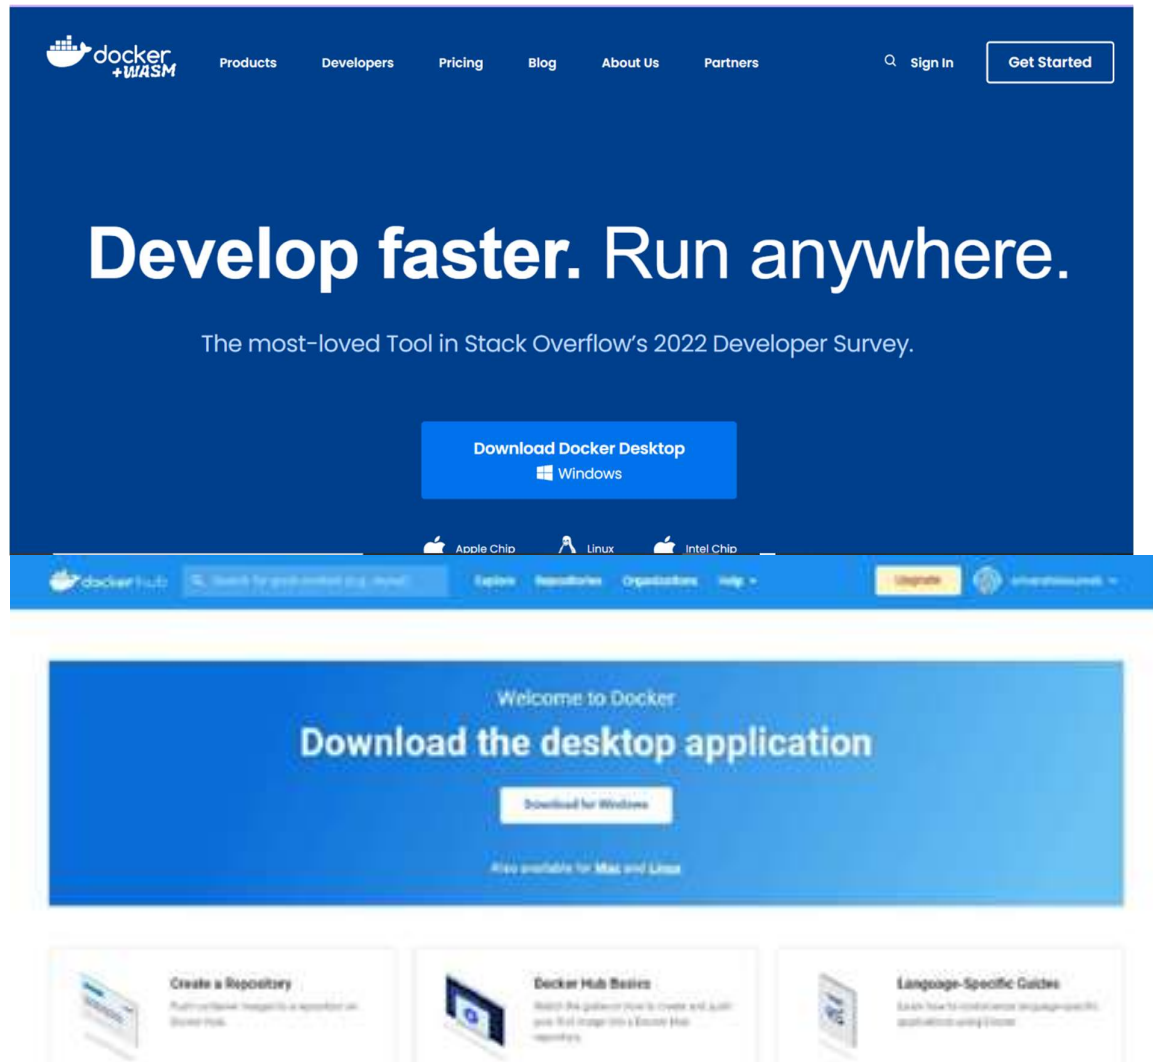 docker
+WASM
Products Developers Pricing Blog About Us Partners Sign In Get Started
Develop faster. Run anywhere.
The most-loved Tool in Stack Overflow's 2022 Developer Survey.
Download Docker Desktop
Windows
Apple Chip Linux Intel Chip
docker hub Explore Repositories Organizations Help Upgrade
Welcome to Docker
Download the desktop application
Download for Windows
Also available for Mac and Linux
Create a Repository Docker Hub Basics Language-Specific Guides